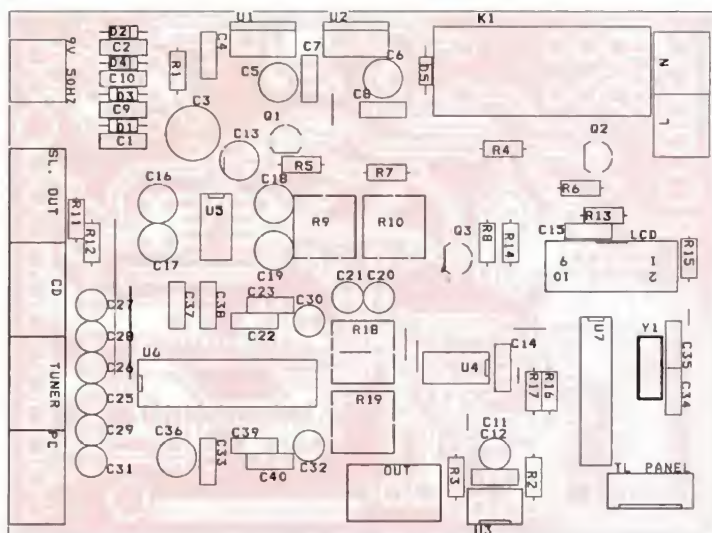 U1
U2
K1
D2
C2
D4
C10
D3
C9
D1
C1
9V 50HZ
R1
C4
C5
C7
C6
C8
D5
N
L
C3
C13
Q1
R5
R7
R4
Q2
R6
SL. OUT
R11
R12
C16
C17
U5
C18
C19
R9
R10
Q3
R8
R14
C15
R13
LCD
9
10
1
2
R15
CD
C27
C28
C26
C25
C29
C31
C37
C38
C23
C22
C30
C21
C20
R18
U6
U4
C14
R17
R16
U7
Y1
C35
C34
TUNER
PC
R19
C36
C33
C39
C40
C32
OUT
C11
C12
R3
R2
U3
TL PANEL